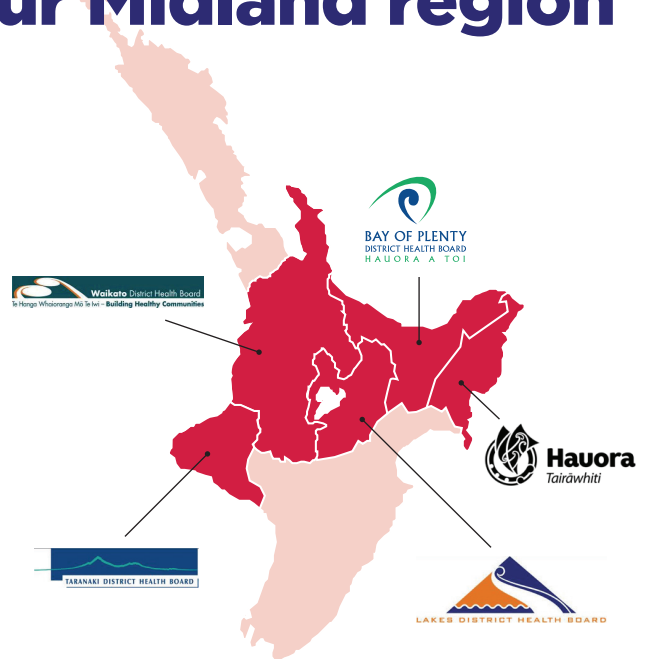 ur Midland region
BAY OF PLENTY
DISTRICT HEALTH BOARD
HAUORA A TOI
Waikato District Health Board
Te Hanga Whaioranga Mō Te Iwi – Building Healthy Communities
Hauora
Tairāwhiti
TARANAKI DISTRICT HEALTH BOARD
LAKES DISTRICT HEALTH BOARD